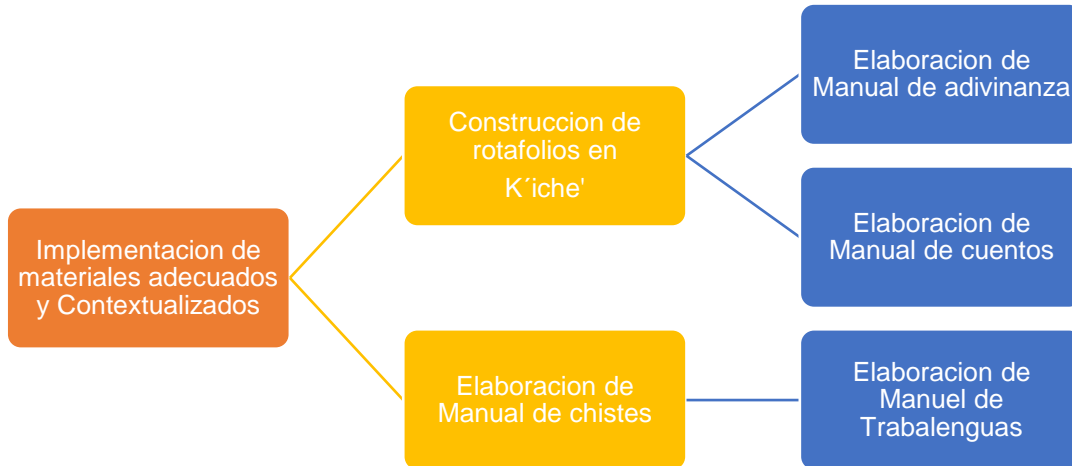 Implementacion de
materiales adecuados
y Contextualizados
Construccion de
rotafolios en
K´iche'
Elaboracion de
Manual de chistes
Elaboracion de
Manual de adivinanza
Elaboracion de
Manual de cuentos
Elaboracion de
Manuel de
Trabalenguas